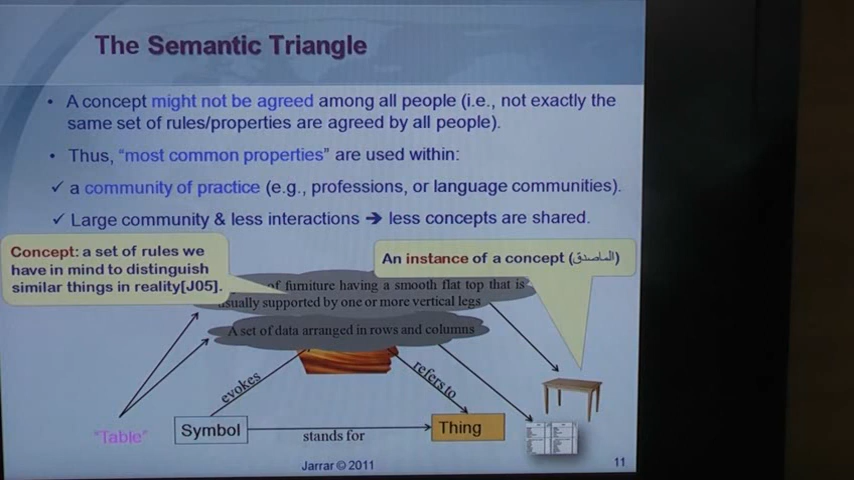 The Semantic Triangle
• A concept might not be agreed among all people (i.e., not exactly the
same set of rules/properties are agreed by all people).
• Thus, “most common properties” are used within:
✓ a community of practice (e.g., professions, or language communities).
✓ Large community & less interactions ➔ less concepts are shared.
Concept: a set of rules we
have in mind to distinguish
similar things in reality[J05].
An instance of a concept (الماصدق)
of furniture having a smooth flat top that is
usually supported by one or more vertical legs
A set of data arranged in rows and columns
evokes
refers to
"Table"
Symbol
stands for
Thing
Jarrar © 2011
11